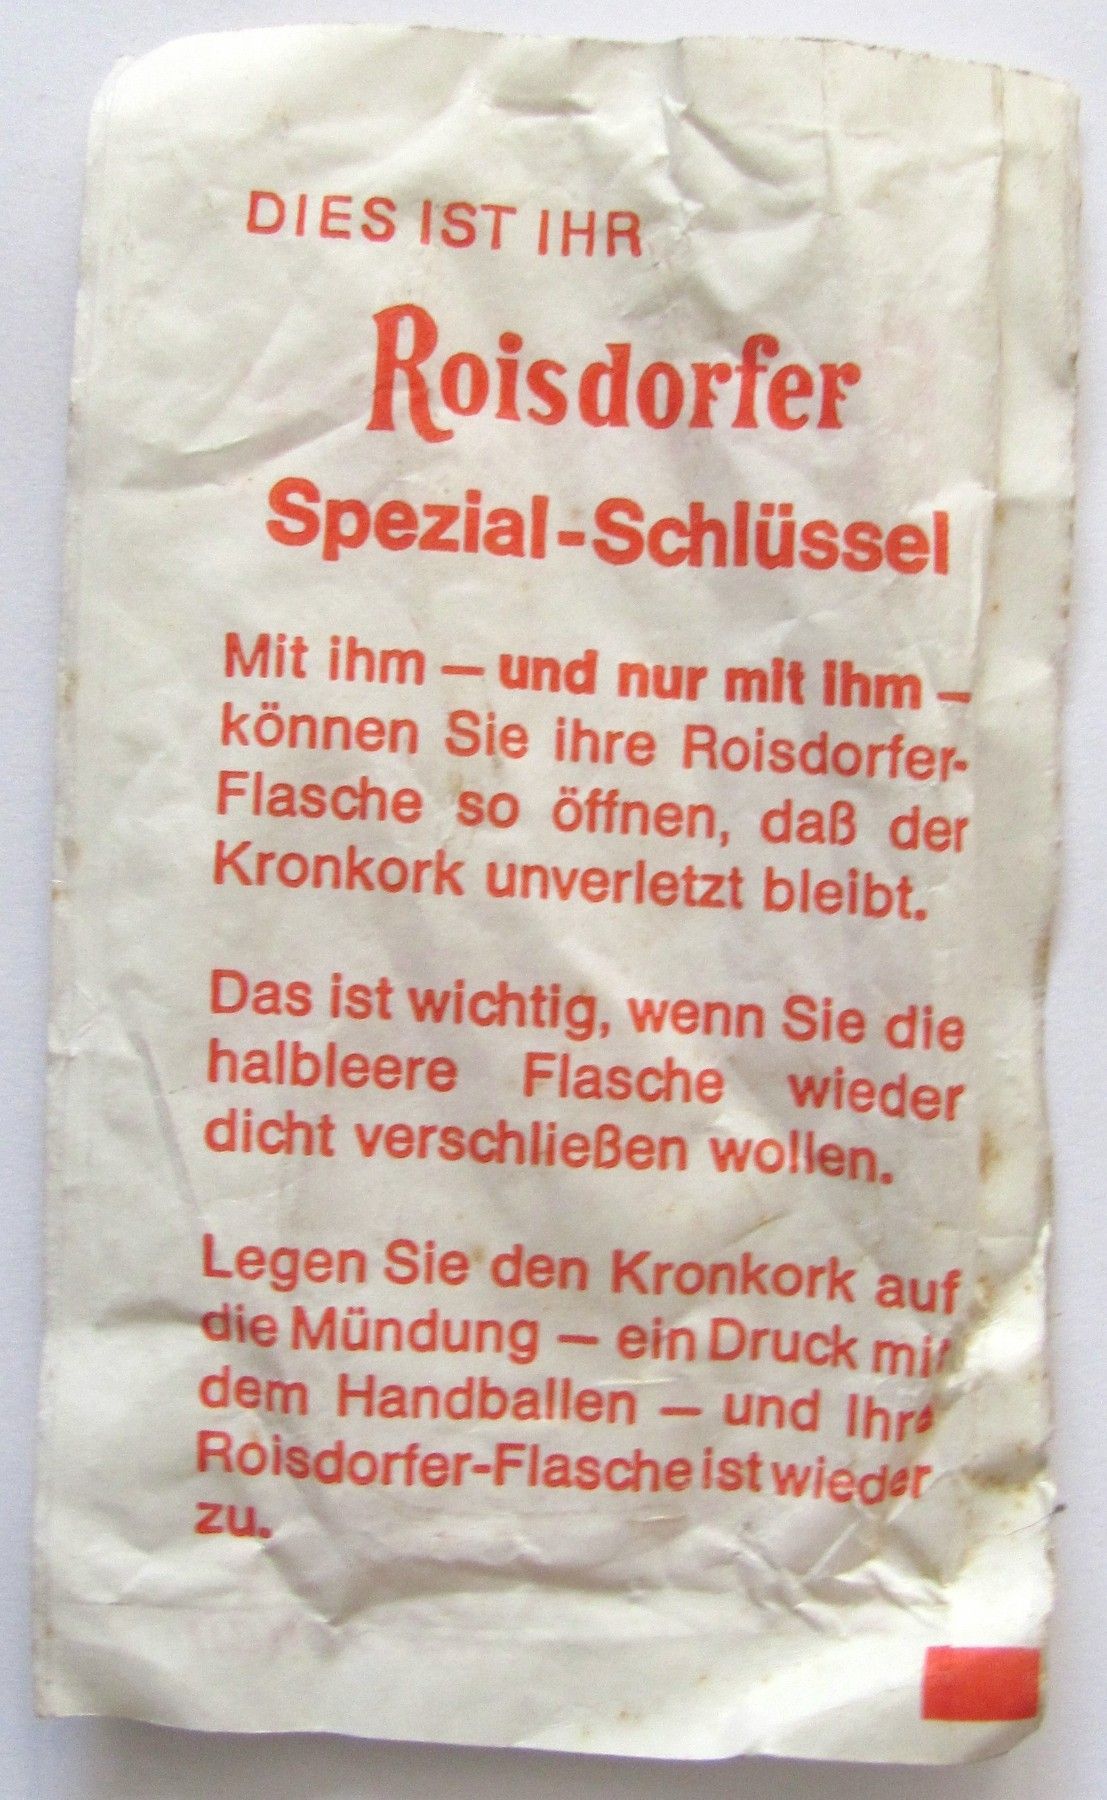 DIES IST IHR
Roisdorfer
Spezial-Schlüssel
Mit ihm — und nur mit ihm —
können Sie ihre Roisdorfer-
Flasche so öffnen, daß der
Kronkork unverletzt bleibt.
Das ist wichtig, wenn Sie die
halbleere Flasche wieder
dicht verschließen wollen.
Legen Sie den Kronkork auf
die Mündung — ein Druck mit
dem Handballen — und Ihre
Roisdorfer-Flasche ist wieder
zu.